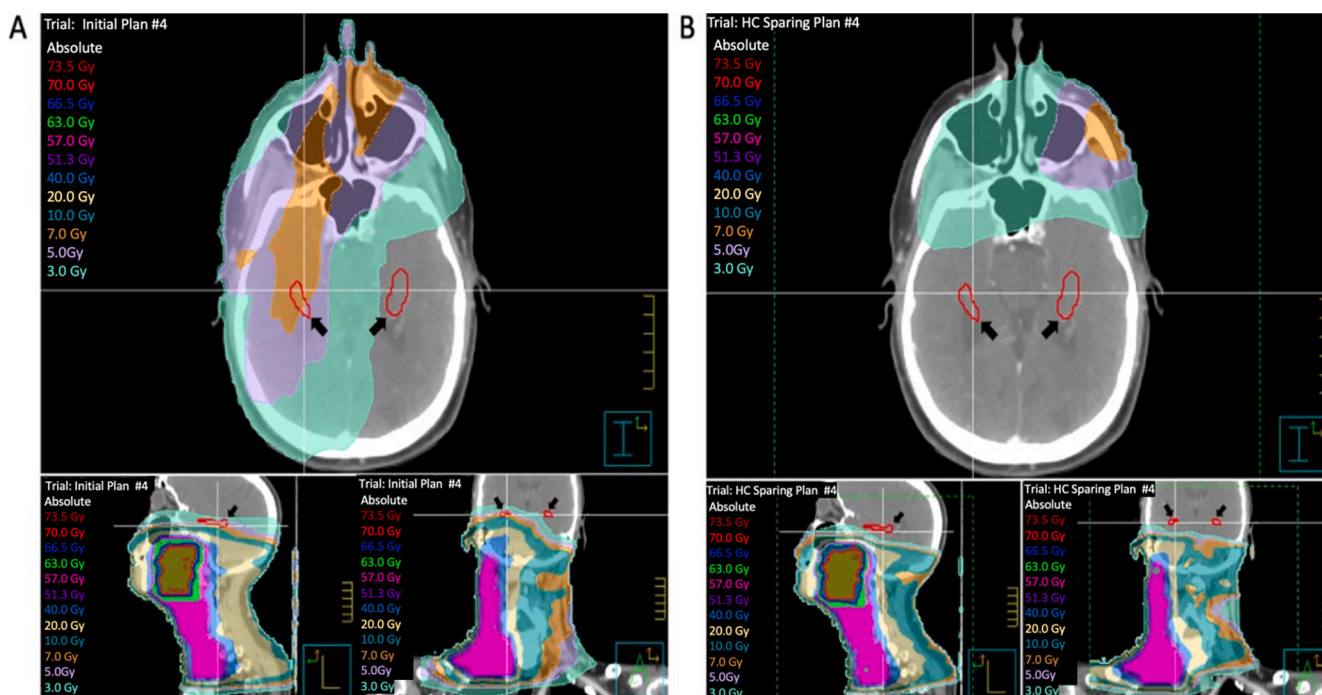 A
Trial: Initial Plan #4
Absolute
73.5 Gy
70.0 Gy
66.5 Gy
63.0 Gy
57.0 Gy
51.3 Gy
40.0 Gy
20.0 Gy
10.0 Gy
7.0 Gy
5.0Gy
3.0 Gy
B
Trial: HC Sparing Plan #4
Absolute
73.5 Gy
70.0 Gy
66.5 Gy
63.0 Gy
57.0 Gy
51.3 Gy
40.0 Gy
20.0 Gy
10.0 Gy
7.0 Gy
5.0Gy
3.0 Gy
Trial: Initial Plan #4
Absolute
73.5 Gy
70.0 Gy
66.5 Gy
63.0 Gy
57.0 Gy
51.3 Gy
40.0 Gy
20.0 Gy
10.0 Gy
7.0 Gy
5.0Gy
3.0 Gy
Trial: Initial Plan #4
Absolute
73.5 Gy
70.0 Gy
66.5 Gy
63.0 Gy
57.0 Gy
51.3 Gy
40.0 Gy
20.0 Gy
10.0 Gy
7.0 Gy
5.0Gy
3.0 Gy
Trial: HC Sparing Plan #4
Absolute
73.5 Gy
70.0 Gy
66.5 Gy
63.0 Gy
57.0 Gy
51.3 Gy
40.0 Gy
20.0 Gy
10.0 Gy
7.0 Gy
5.0Gy
3.0 Gy
Trial: HC Sparing Plan #4
Absolute
73.5 Gy
70.0 Gy
66.5 Gy
63.0 Gy
57.0 Gy
51.3 Gy
40.0 Gy
20.0 Gy
10.0 Gy
7.0 Gy
5.0Gy
3.0 Gy